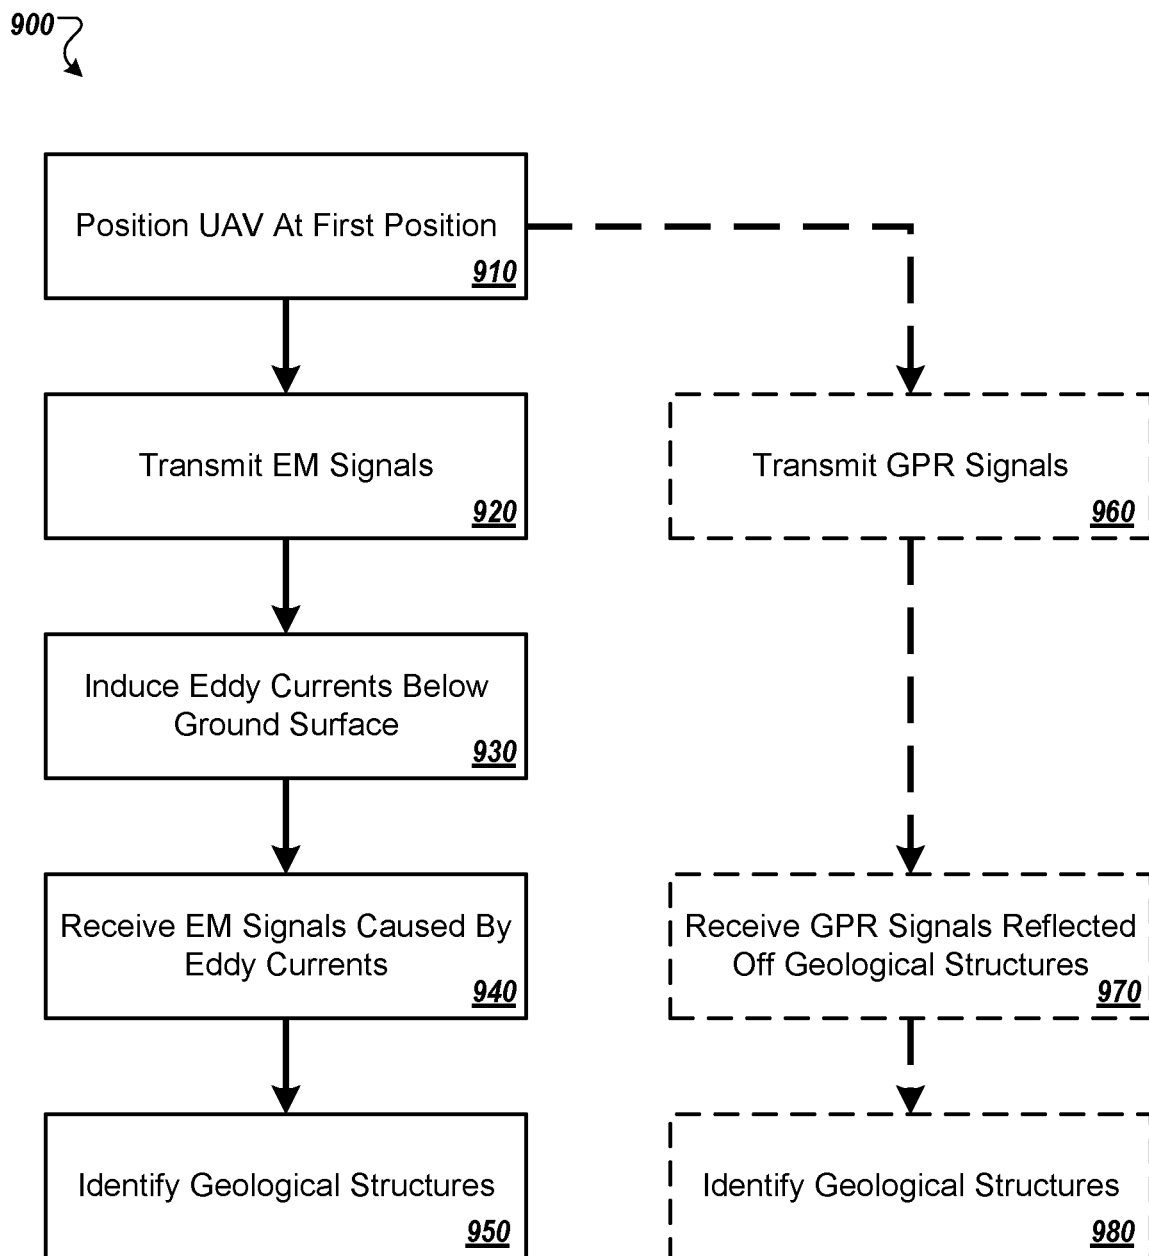 900
Position UAV At First Position
910
Transmit EM Signals
920
Induce Eddy Currents Below
Ground Surface
930
Receive EM Signals Caused By
Eddy Currents
940
Identify Geological Structures
950
Transmit GPR Signals
960
Receive GPR Signals Reflected
Off Geological Structures
970
Identify Geological Structures
980